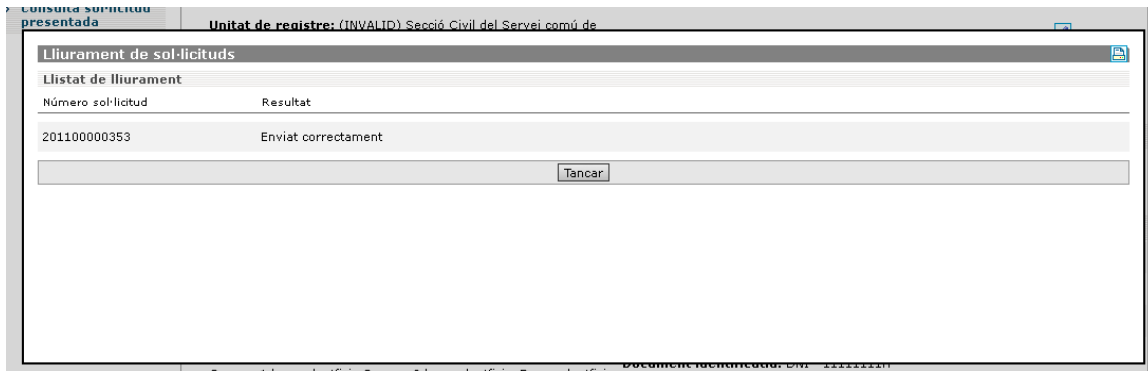 Consulta sol·licitud
presentada
Unitat de registre: (INVALID) Secció Civil del Servei comú de
Lliurament de sol·licituds
Llistat de lliurament
Número sol·licitud Resultat
201100000353 Enviat correctament
Tancar
Document identificatiu: DNI - 11111111H